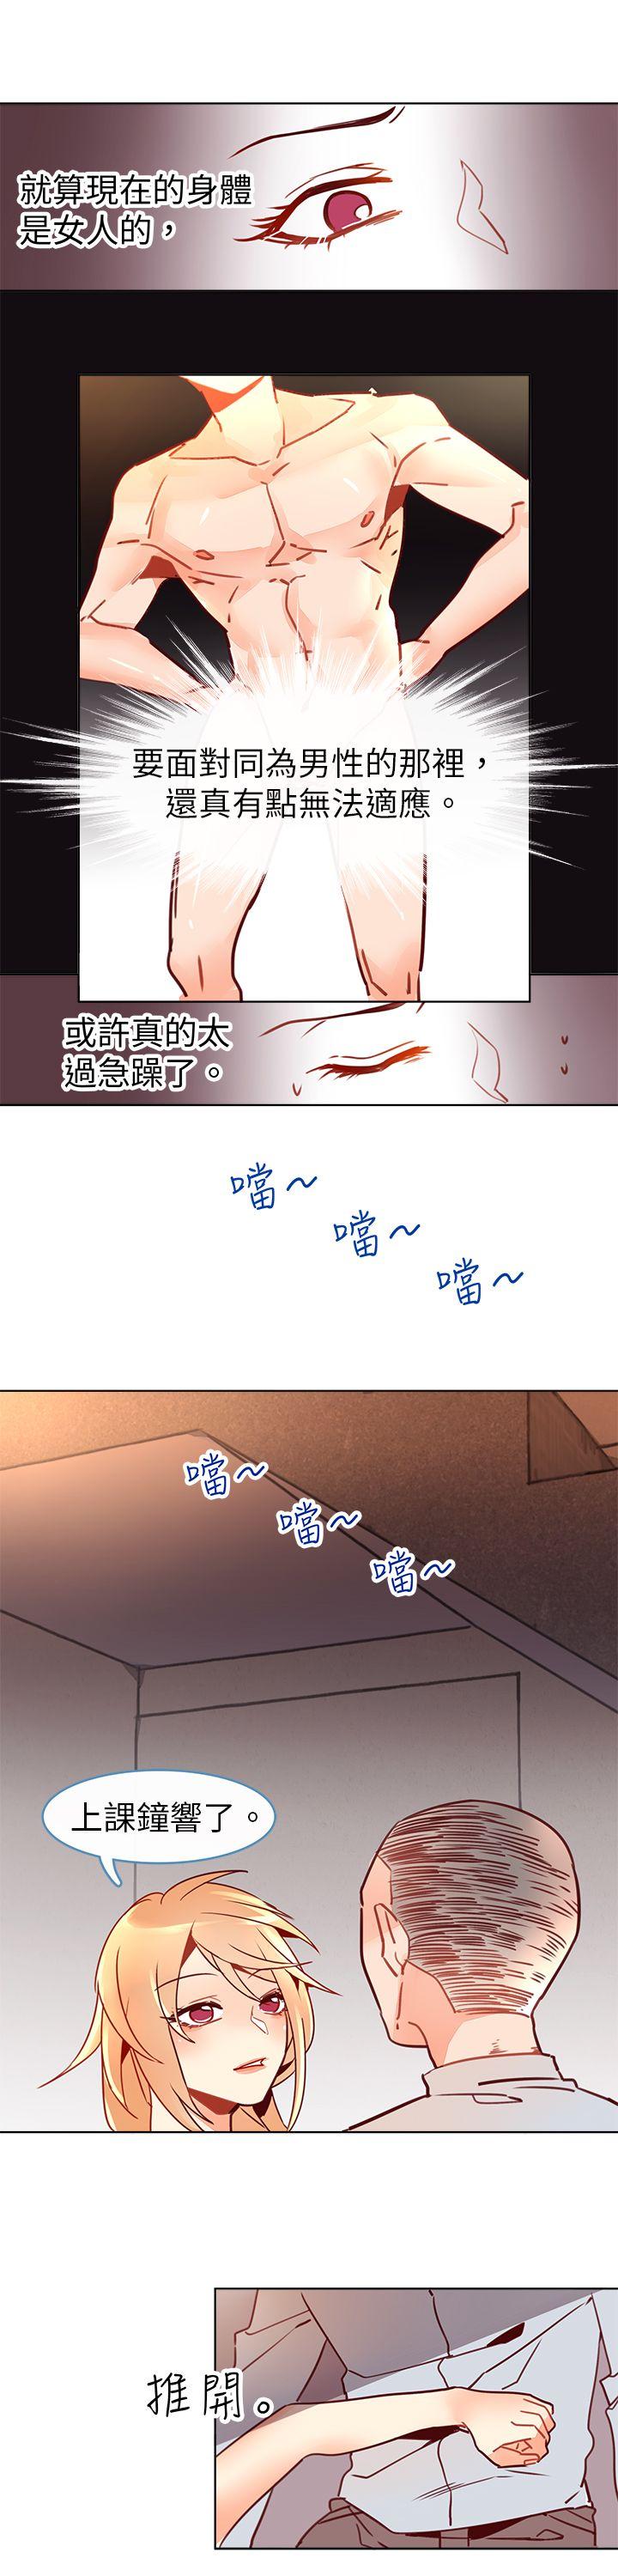 就算現在的身體
是女人的，
要面對同為男性的那裡，
還真有點無法適應。
或許真的太
過急躁了。
噹～
噹～
噹～
噹～
噹～
噹～
上課鐘響了。
推開。